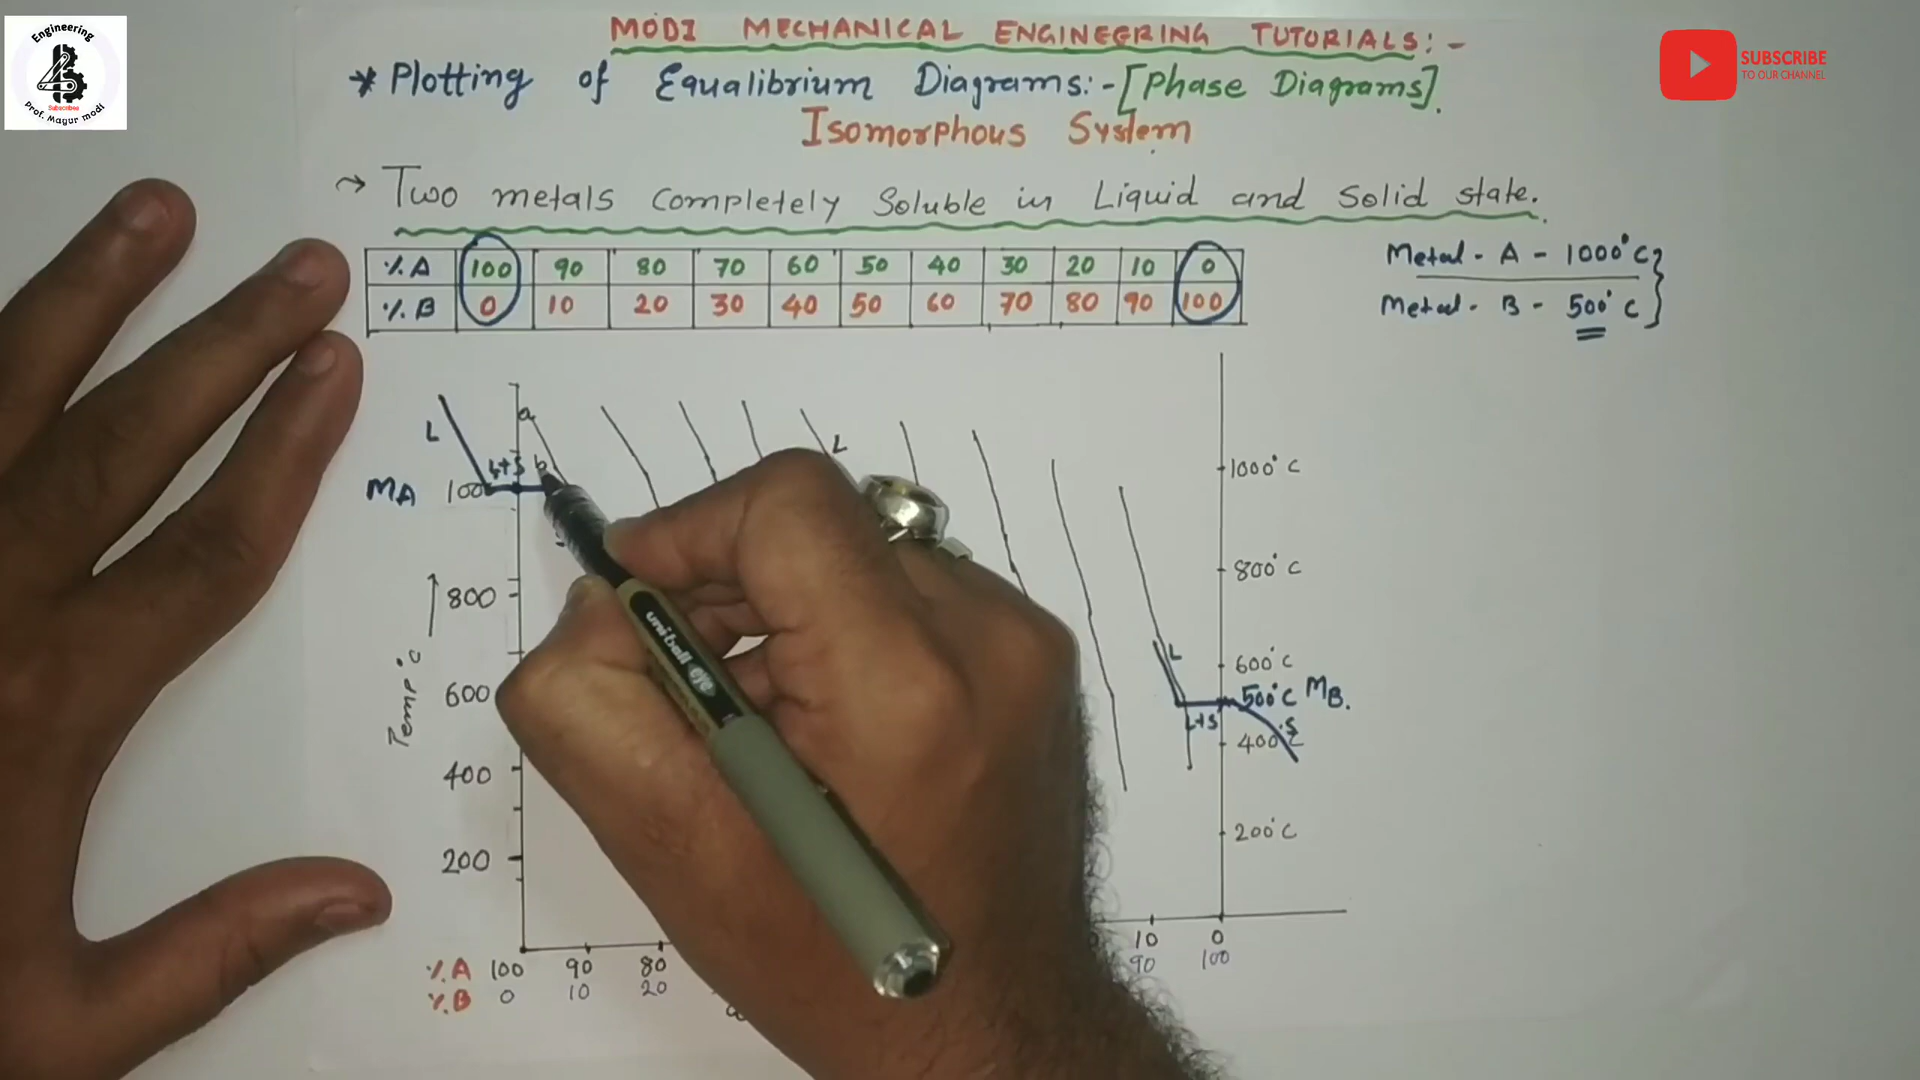 Engineering
Subscribe
Prof. Mayur modi
MODI MECHANICAL ENGINEERING TUTORIALS:-
SUBSCRIBE
TO OUR CHANNEL
* Plotting of Equalibrium Diagrams:-[Phase Diagrams].
Isomorphous System
→ Two metals Completely Soluble in Liquid and Solid state.
%A 100 90 80 70 60 50 40 30 20 10 0
%B 0 10 20 30 40 50 60 70 80 90 100
Metal - A - 1000°C
Metal - B - 500°C
L
a
L+S b
L
MA 100
1000°C
800
800°C
Temp °C
600
L
600°C
500°C MB.
L+S
S
400
400°C
200
200°C
%A 100 90 80 10 0
%B 0 10 20 90 100
uniball eye